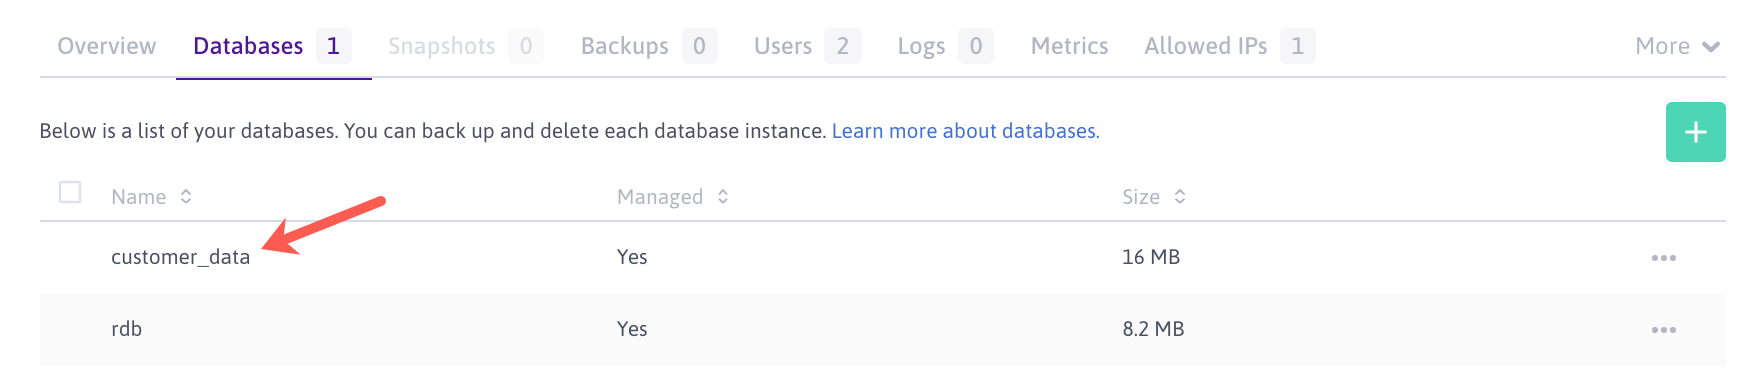 Overview Databases 1 Snapshots 0 Backups 0 Users 2 Logs 0 Metrics Allowed IPs 1 More
Below is a list of your databases. You can back up and delete each database instance. Learn more about databases.
Name Managed Size
customer_data Yes 16 MB
rdb Yes 8.2 MB